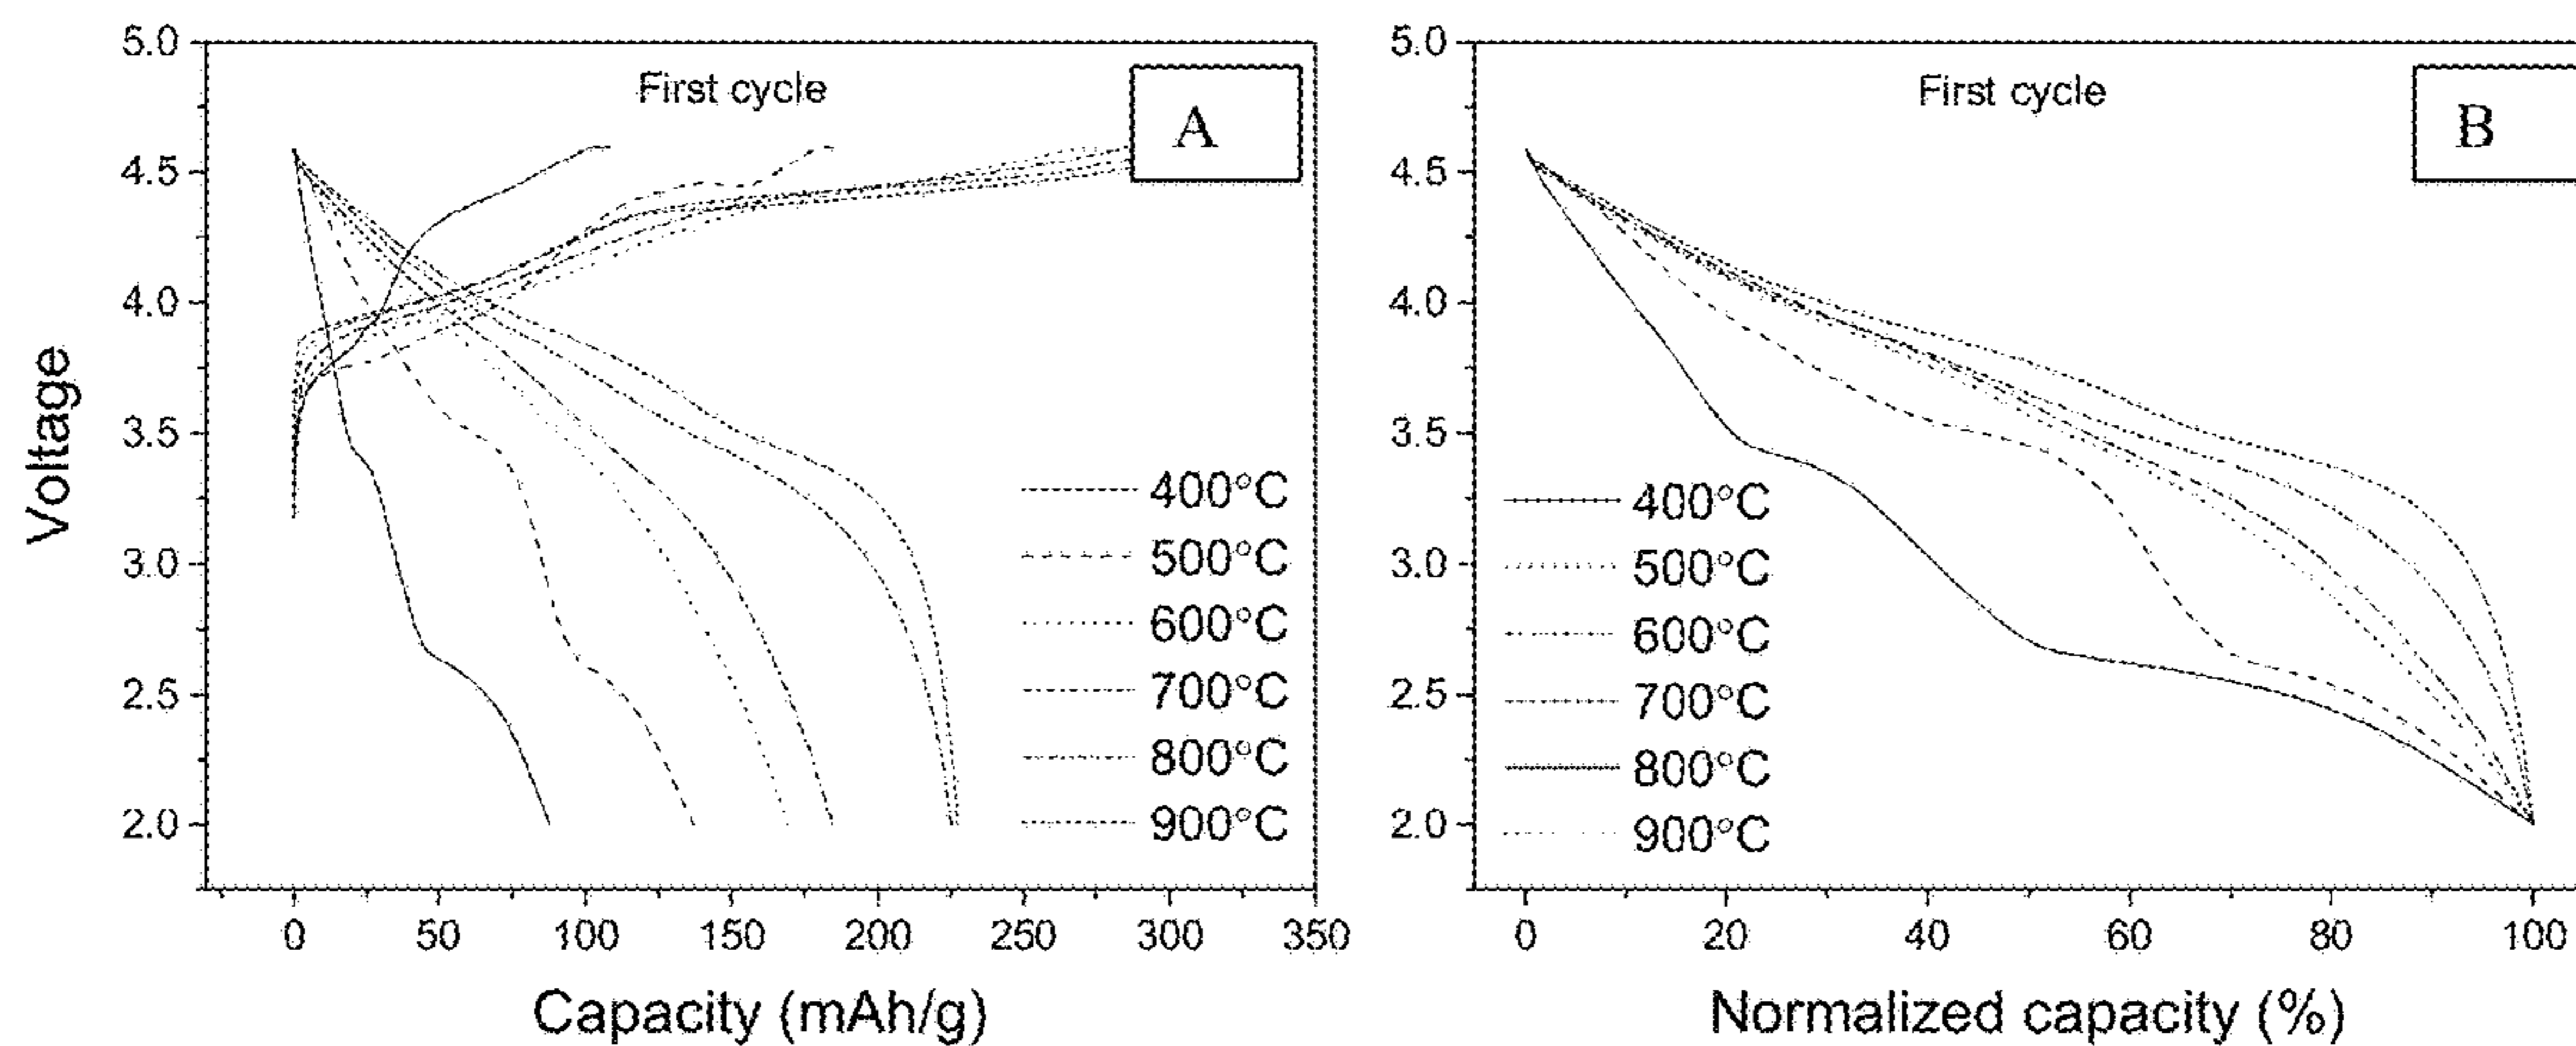 First cycle
A
5.0
4.5
4.0
3.5
3.0
2.5
2.0
Voltage
400°C
500°C
600°C
700°C
800°C
900°C
0 50 100 150 200 250 300 350
Capacity (mAh/g)
First cycle
B
5.0
4.5
4.0
3.5
3.0
2.5
2.0
400°C
500°C
600°C
700°C
800°C
900°C
0 20 40 60 80 100
Normalized capacity (%)